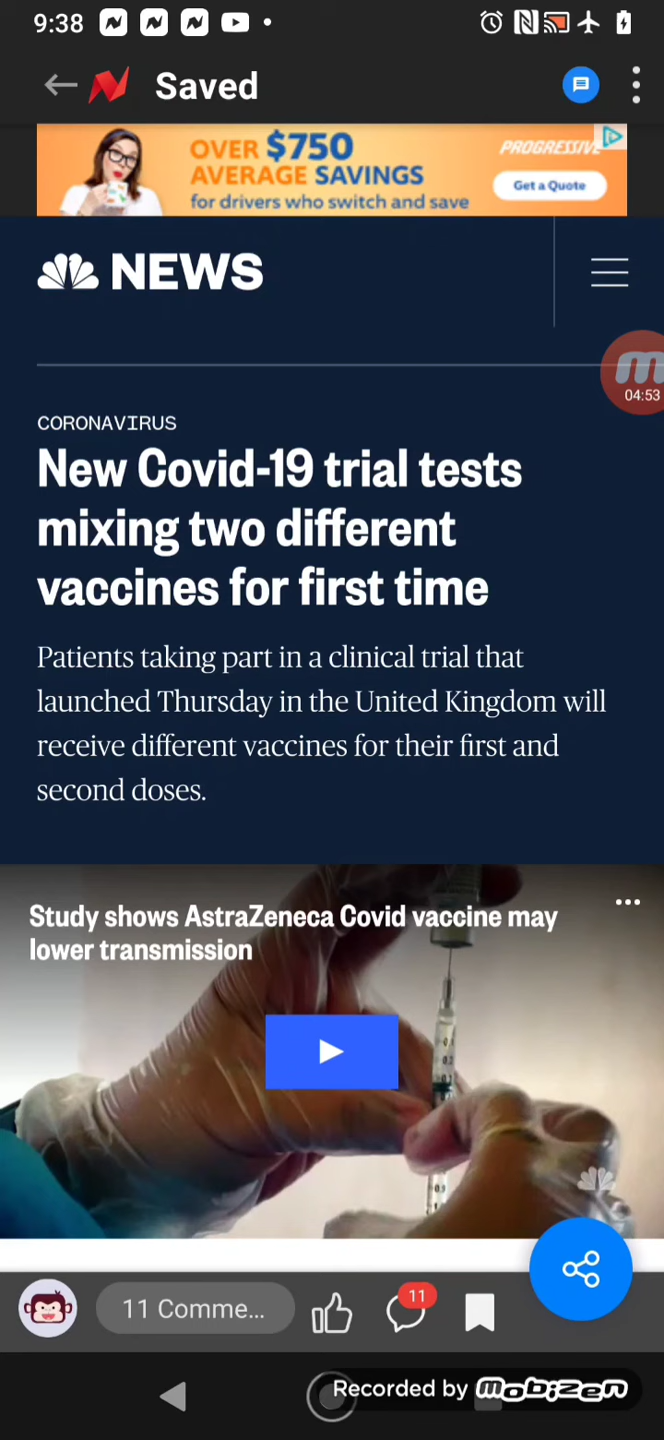 9:38
Saved
OVER $750
AVERAGE SAVINGS
for drivers who switch and save
PROGRESSIVE
Get a Quote
NEWS
04:53
CORONAVIRUS
New Covid-19 trial tests
mixing two different
vaccines for first time
Patients taking part in a clinical trial that
launched Thursday in the United Kingdom will
receive different vaccines for their first and
second doses.
Study shows AstraZeneca Covid vaccine may
lower transmission
11 Comme...
11
Recorded by mobizen